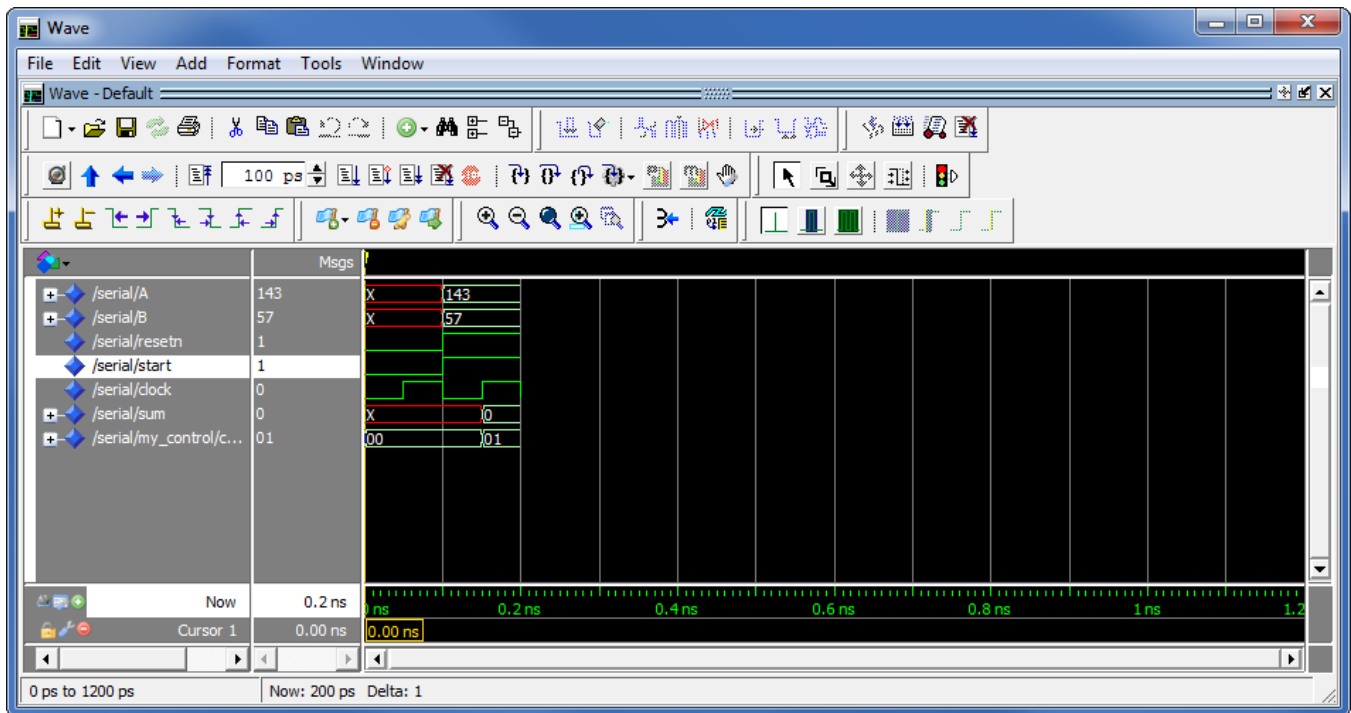 Wave
File Edit View Add Format Tools Window
Wave - Default
100 ps
Msgs
/serial/A 143 X 143
/serial/B 57 X 57
/serial/resetn 1
/serial/start 1
/serial/clock 0
/serial/sum 0 X 0
/serial/my_control/c... 01 00 01
Now 0.2 ns ns 0.2 ns 0.4 ns 0.6 ns 0.8 ns 1 ns 1.2
Cursor 1 0.00 ns 0.00 ns
0 ps to 1200 ps Now: 200 ps Delta: 1